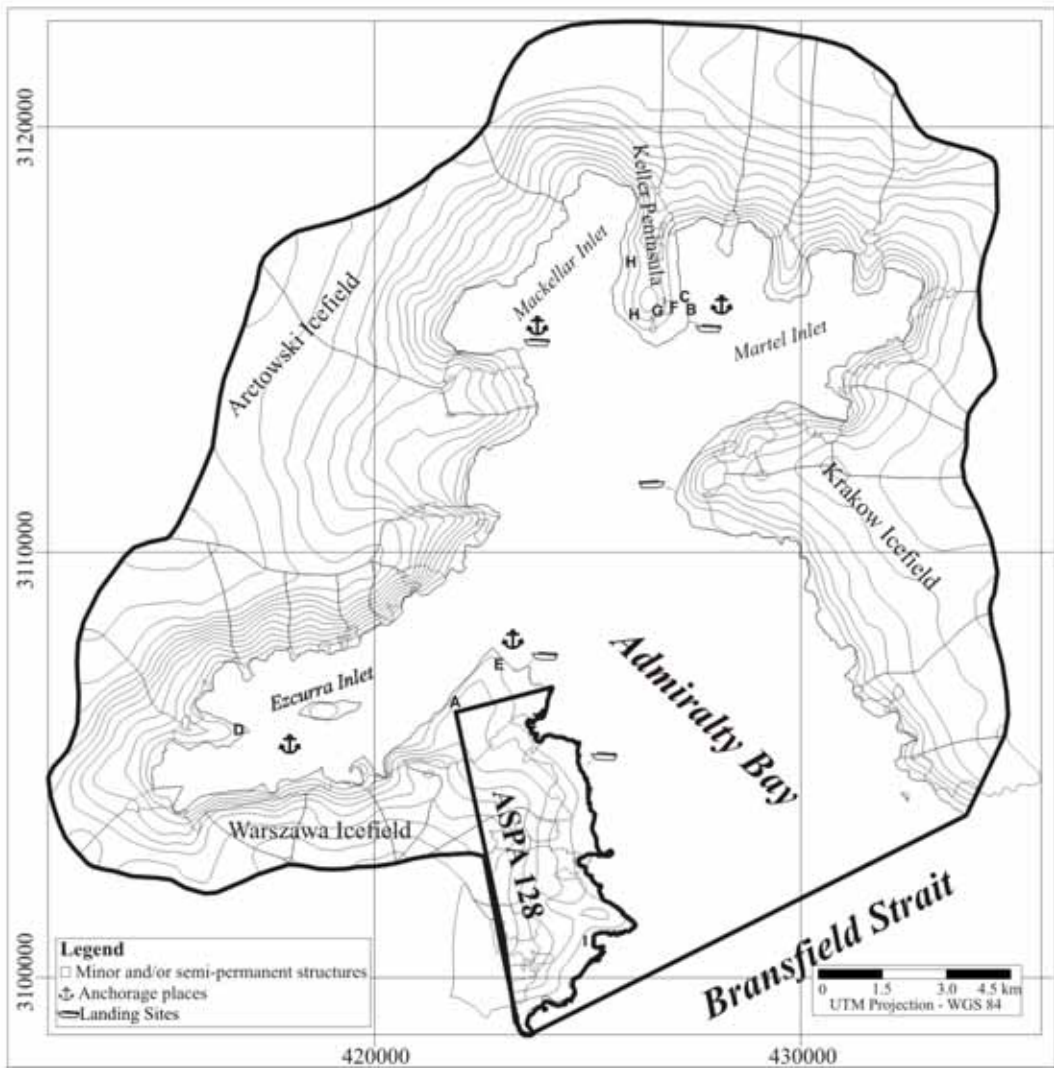 3120000
Keller Peninsula
Mackellar Inlet
H
Arctowski Icefield
C
H G F B
Martel Inlet
Krakow Icefield
3110000
Admiralty Bay
E
Ezcurra Inlet
A
D
ASPA 128
Warszawa Icefield
Bransfield Strait
I
Legend
Minor and/or semi-permanent structures
Anchorage places
Landing Sites
3100000
0 1.5 3.0 4.5 km
UTM Projection - WGS 84
420000 430000